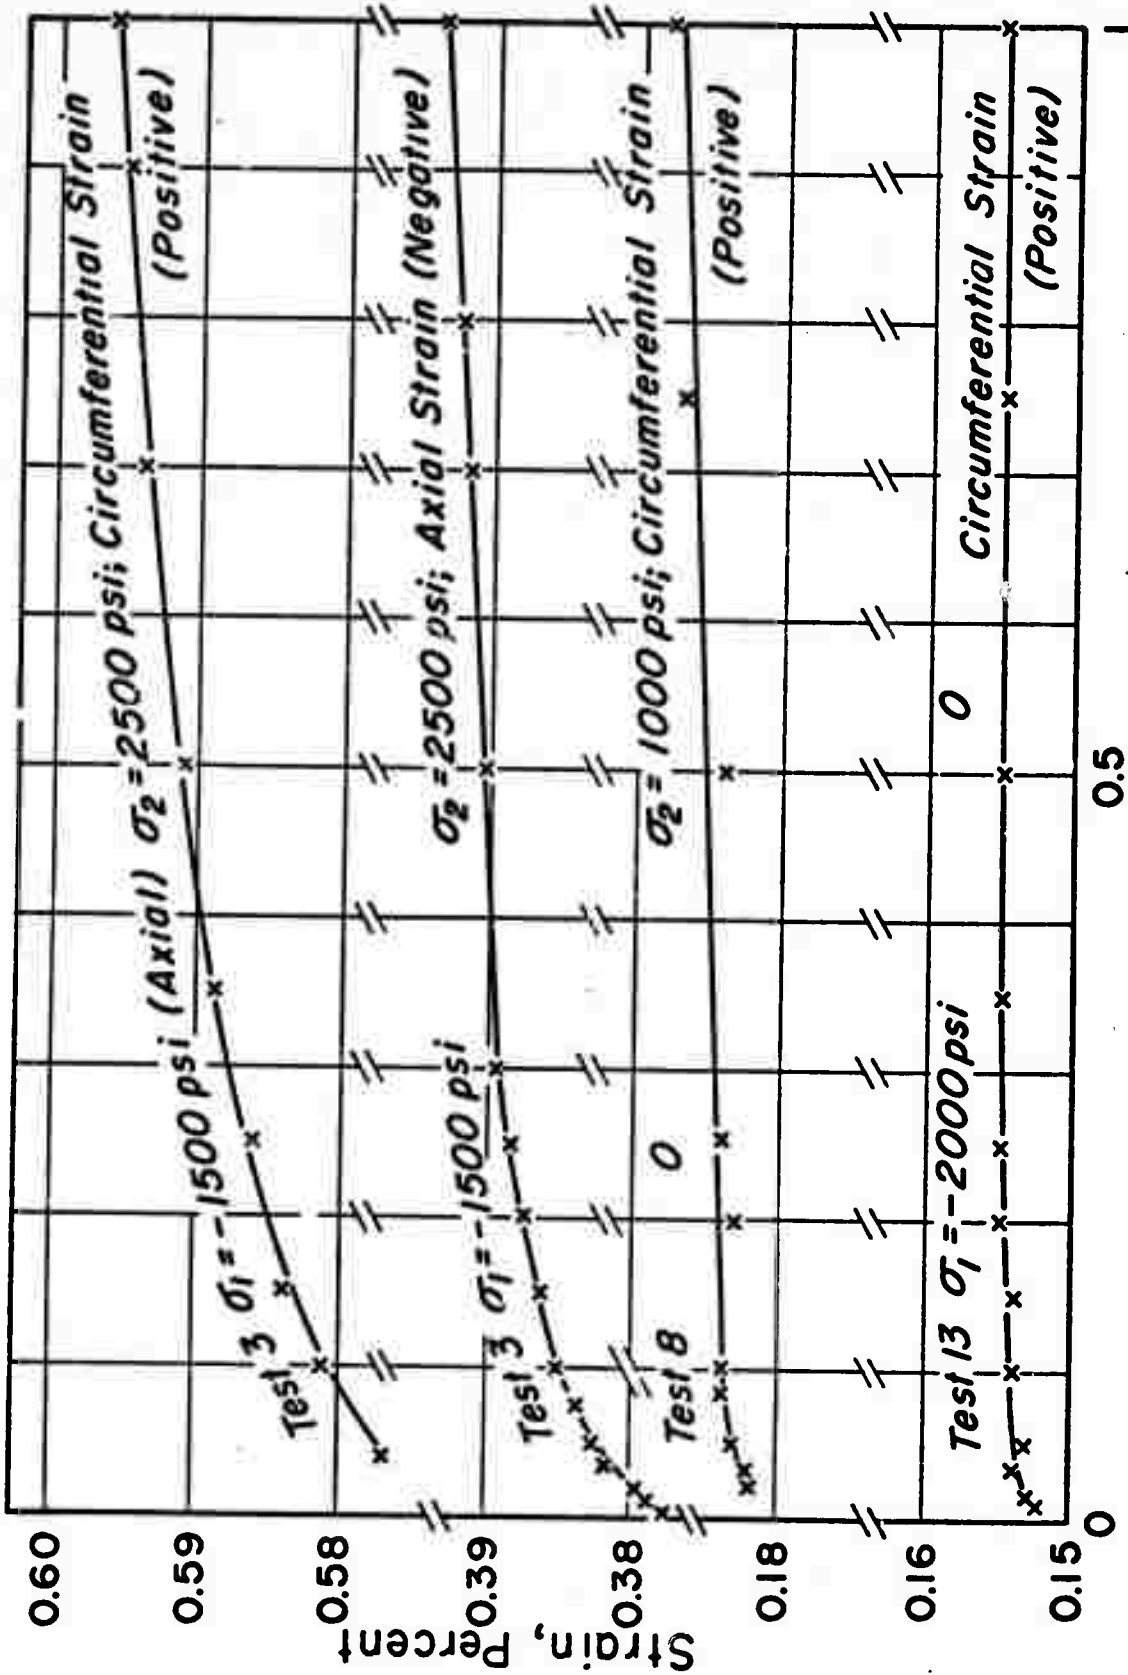 Strain, Percent
0.60
0.59
0.58
0.39
0.38
0.18
0.16
0.15
Test 3 σ1 = -1500 psi (Axial) σ2 = 2500 psi; Circumferential Strain
(Positive)
Test 3 σ1 = -1500 psi σ2 = 2500 psi; Axial Strain (Negative)
Test 8 0 σ2 = 1000 psi; Circumferential Strain
(Positive)
Test 13 σ1 = -2000 psi 0 Circumferential Strain
(Positive)
0 0.5